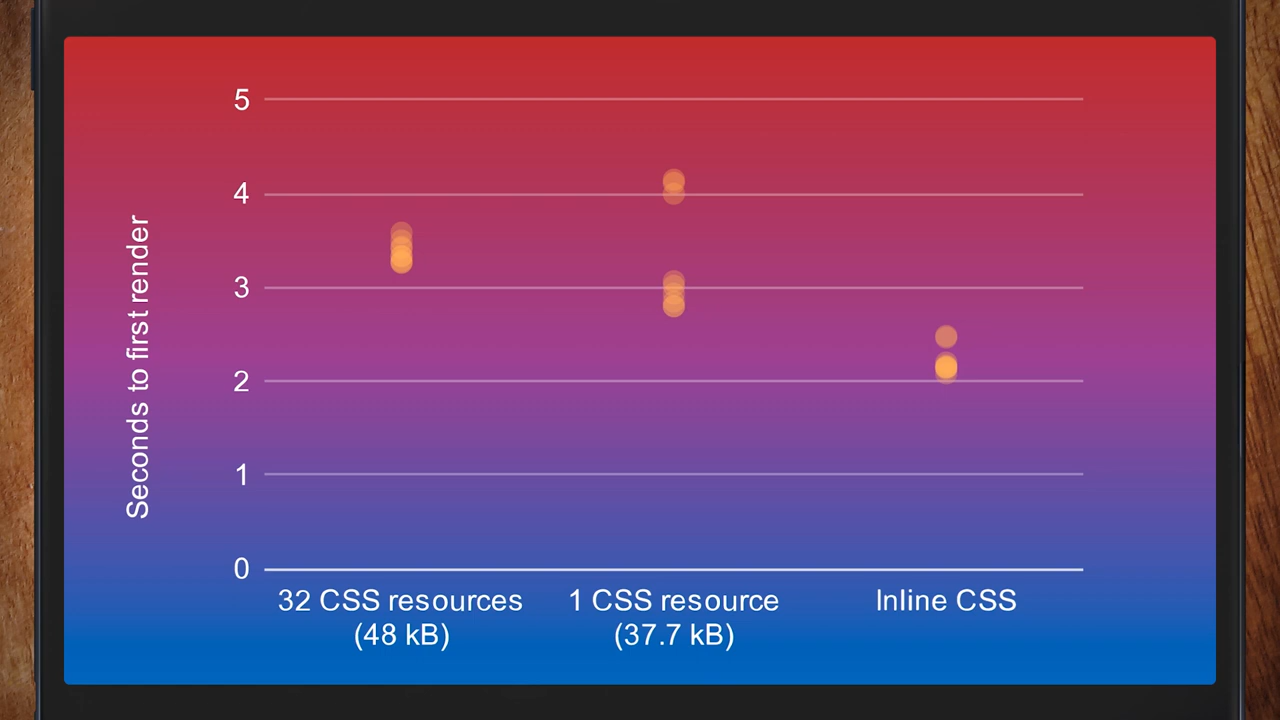 Seconds to first render
5
4
3
2
1
0
32 CSS resources
(48 kB)
1 CSS resource
(37.7 kB)
Inline CSS